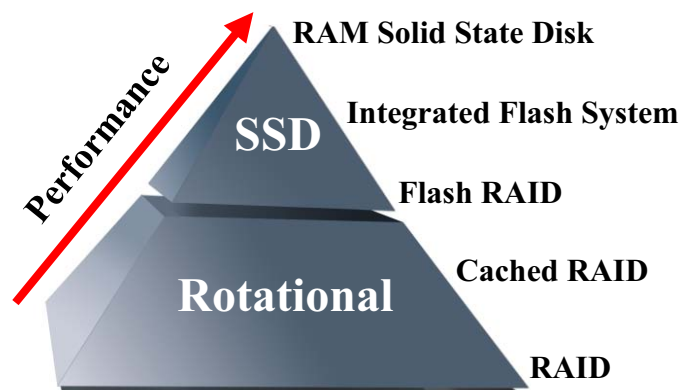 RAM Solid State Disk
Performance
Integrated Flash System
SSD
Flash RAID
Cached RAID
Rotational
RAID